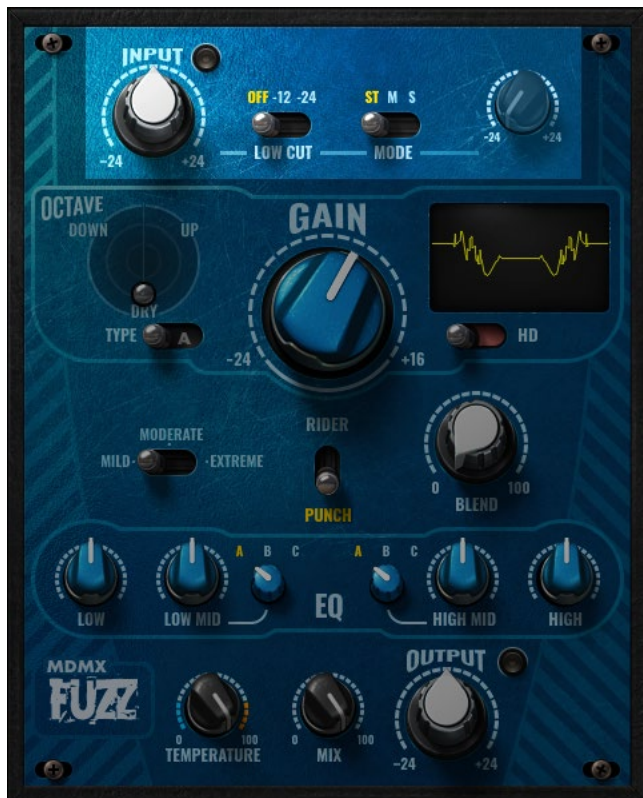 INPUT
OFF -12 -24
ST M S
-24 +24
-24 +24
LOW CUT
MODE
OCTAVE
DOWN UP
GAIN
DRY
TYPE A
HD
-24 +16
RIDER
MODERATE
MILD EXTREME
0 100
BLEND
PUNCH
A B C
A B C
LOW
LOW MID
EQ
HIGH MID
HIGH
MDMX
FUZZ
OUTPUT
0 100
TEMPERATURE
0 100
MIX
-24 +24